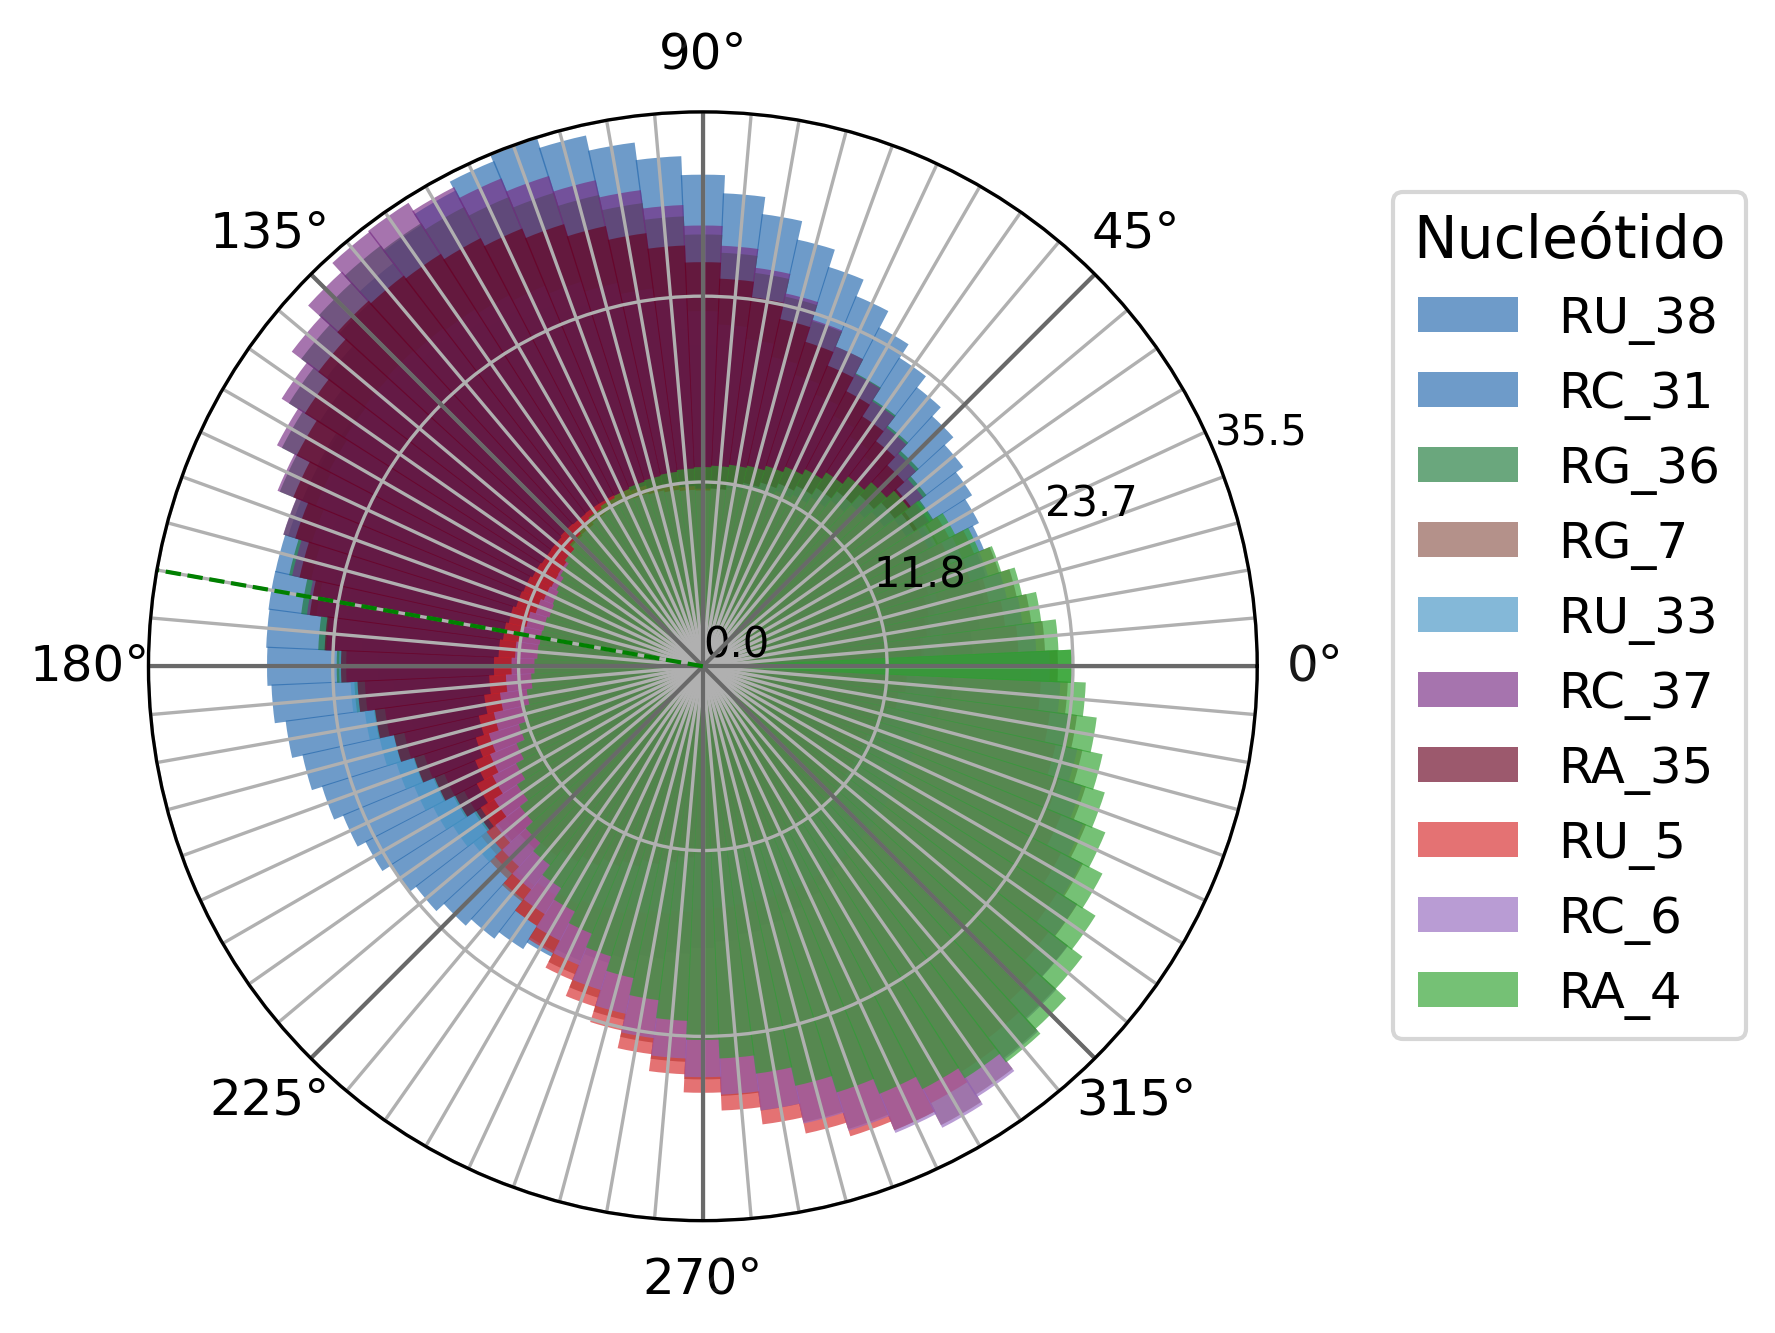 90°
135°
45°
35.5
23.7
11.8
0.0
180°
0°
225°
315°
270°
Nucleótido
RU_38
RC_31
RG_36
RG_7
RU_33
RC_37
RA_35
RU_5
RC_6
RA_4